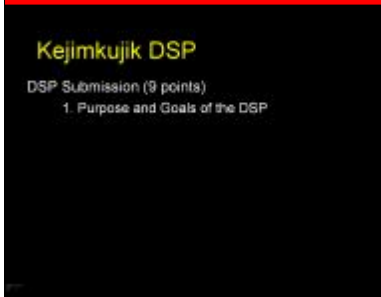 Kejimkujik DSP
DSP Submission (9 points)
1. Purpose and Goals of the DSP